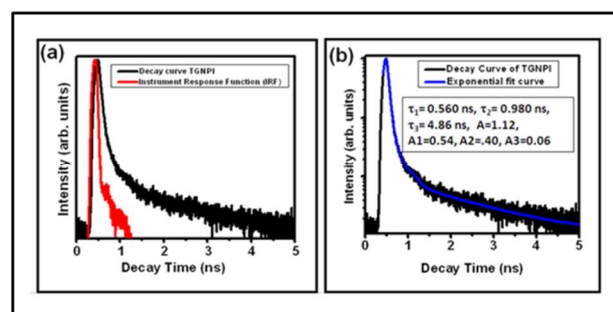 (a)
Decay curve TGNPI
Instrument Response Function (IRF)
Intensity (arb. units)
0 1 2 3 4 5
Decay Time (ns)
(b)
Decay Curve of TGNPI
Exponential fit curve
τ₁= 0.560 ns, τ₂= 0.980 ns,
τ₃= 4.86 ns, A=1.12,
A1=0.54, A2=.40, A3=0.06
Intensity (arb. units)
0 1 2 3 4 5
Decay Time (ns)